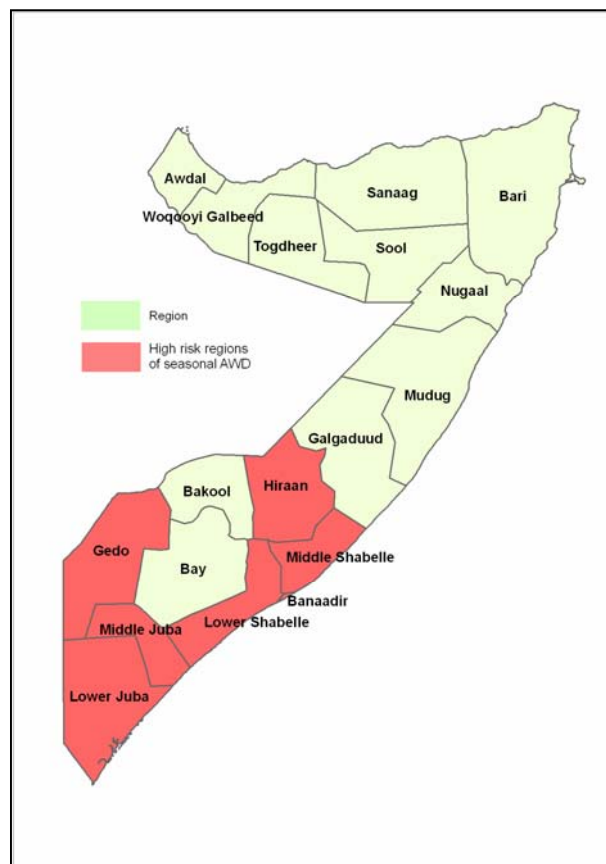 Awdal
Sanaag
Bari
Woqooyi Galbeed
Togdheer
Sool
Nugaal
Region
High risk regions
of seasonal AWD
Mudug
Galgaduud
Hiraan
Bakool
Gedo
Middle Shabelle
Bay
Banaadir
Lower Shabelle
Middle Juba
Lower Juba